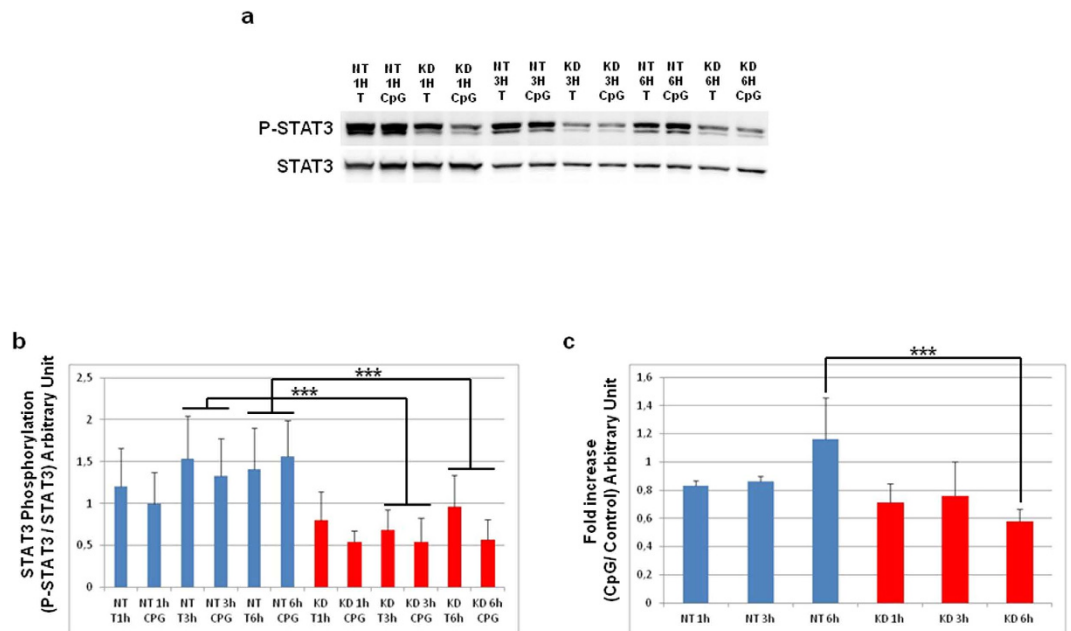 a
NT NT KD KD NT NT KD KD NT NT KD KD
1H 1H 1H 1H 3H 3H 3H 3H 6H 6H 6H 6H
T CpG T CpG T CpG T CpG T CpG T CpG
P-STAT3
STAT3
b
STAT3 Phosphorylation
(P-STAT3 / STAT3) Arbitrary Unit
2,5
2
1,5
1
0,5
0
***
***
NT NT 1h NT NT 3h NT NT 6h KD KD 1h KD KD 3h KD KD 6h
T1h CPG T3h CPG T6h CPG T1h CPG T3h CPG T6h CPG
c
Fold increase
(CpG/ Control) Arbitrary Unit
1.6
1.4
1.2
1
0.8
0.6
0.4
0.2
0
***
NT 1h NT 3h NT 6h KD 1h KD 3h KD 6h